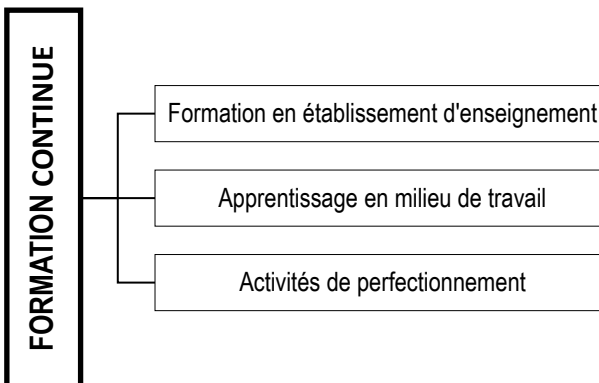 FORMATION CONTINUE
Formation en établissement d'enseignement
Apprentissage en milieu de travail
Activités de perfectionnement